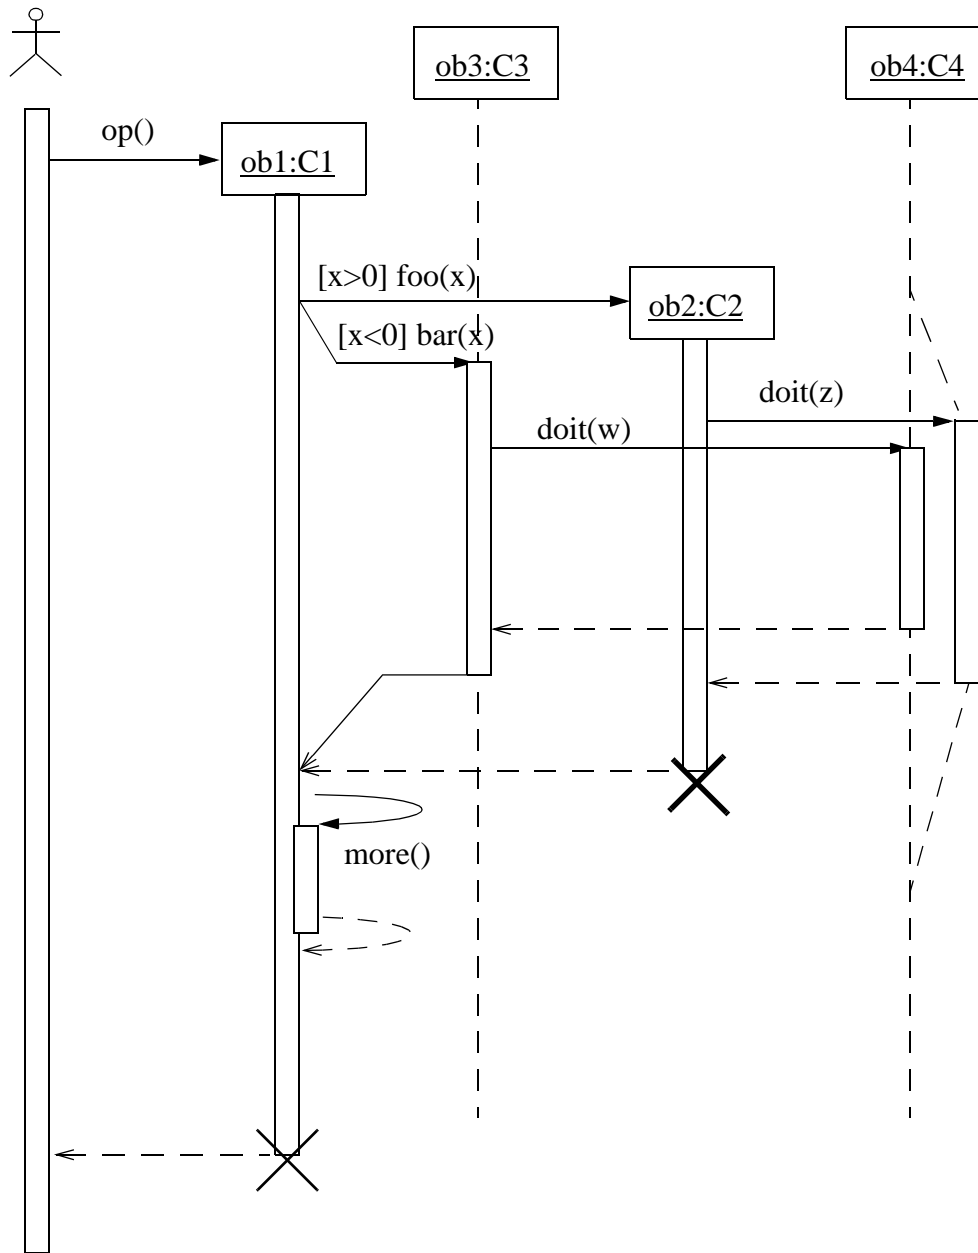 ob3:C3
ob4:C4
op()
ob1:C1
[x>0] foo(x)
ob2:C2
[x<0] bar(x)
doit(z)
doit(w)
more()